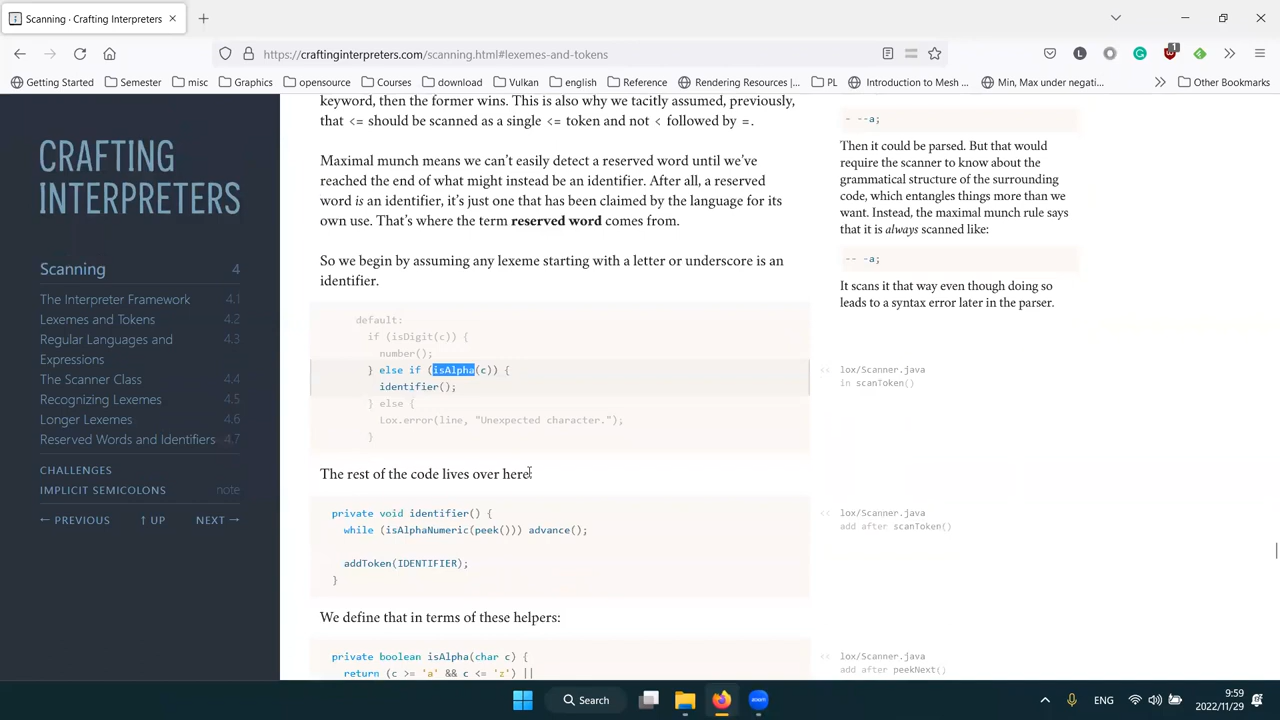 Scanning · Crafting Interpreters
https://craftinginterpreters.com/scanning.html#lexemes-and-tokens
Getting Started
Semester
misc
Graphics
opensource
Courses
download
Vulkan
english
Reference
Rendering Resources |...
PL
Introduction to Mesh ...
Min, Max under negati...
Other Bookmarks
CRAFTING
INTERPRETERS
Scanning 4
The Interpreter Framework 4.1
Lexemes and Tokens 4.2
Regular Languages and 4.3
Expressions
The Scanner Class 4.4
Recognizing Lexemes 4.5
Longer Lexemes 4.6
Reserved Words and Identifiers 4.7
CHALLENGES
IMPLICIT SEMICOLONS note
← PREVIOUS ↑ UP NEXT →
keyword, then the former wins. This is also why we tacitly assumed, previously,
that <= should be scanned as a single <= token and not < followed by =.
Maximal munch means we can't easily detect a reserved word until we've
reached the end of what might instead be an identifier. After all, a reserved
word is an identifier, it's just one that has been claimed by the language for its
own use. That's where the term reserved word comes from.
So we begin by assuming any lexeme starting with a letter or underscore is an
identifier.
default:
if (isDigit(c)) {
number();
} else if (isAlpha(c)) {
identifier();
} else {
Lox.error(line, "Unexpected character.");
}
The rest of the code lives over here:
private void identifier() {
while (isAlphaNumeric(peek())) advance();
addToken(IDENTIFIER);
}
We define that in terms of these helpers:
private boolean isAlpha(char c) {
return (c >= 'a' && c <= 'z') ||
- --a;
Then it could be parsed. But that would
require the scanner to know about the
grammatical structure of the surrounding
code, which entangles things more than we
want. Instead, the maximal munch rule says
that it is always scanned like:
-- -a;
It scans it that way even though doing so
leads to a syntax error later in the parser.
<< lox/Scanner.java
in scanToken()
<< lox/Scanner.java
add after scanToken()
<< lox/Scanner.java
add after peekNext()
Search
ENG
9:59
2022/11/29